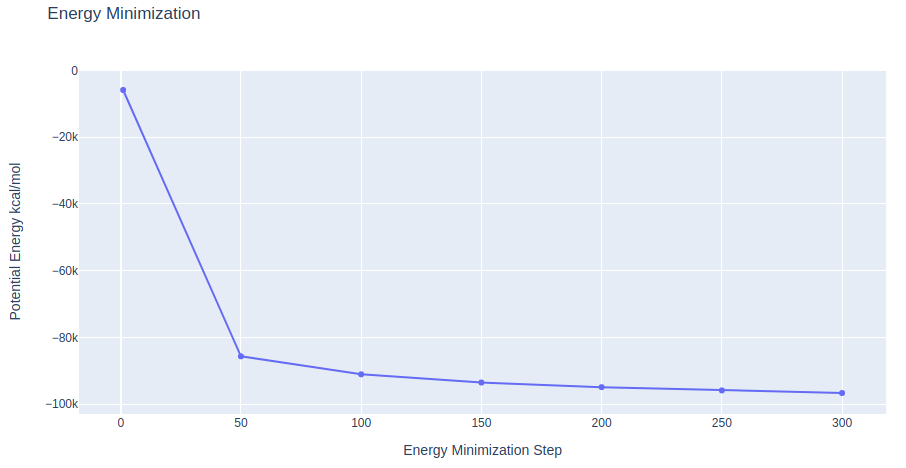 Energy Minimization
Potential Energy kcal/mol
0
−20k
−40k
−60k
−80k
−100k
0 50 100 150 200 250 300
Energy Minimization Step